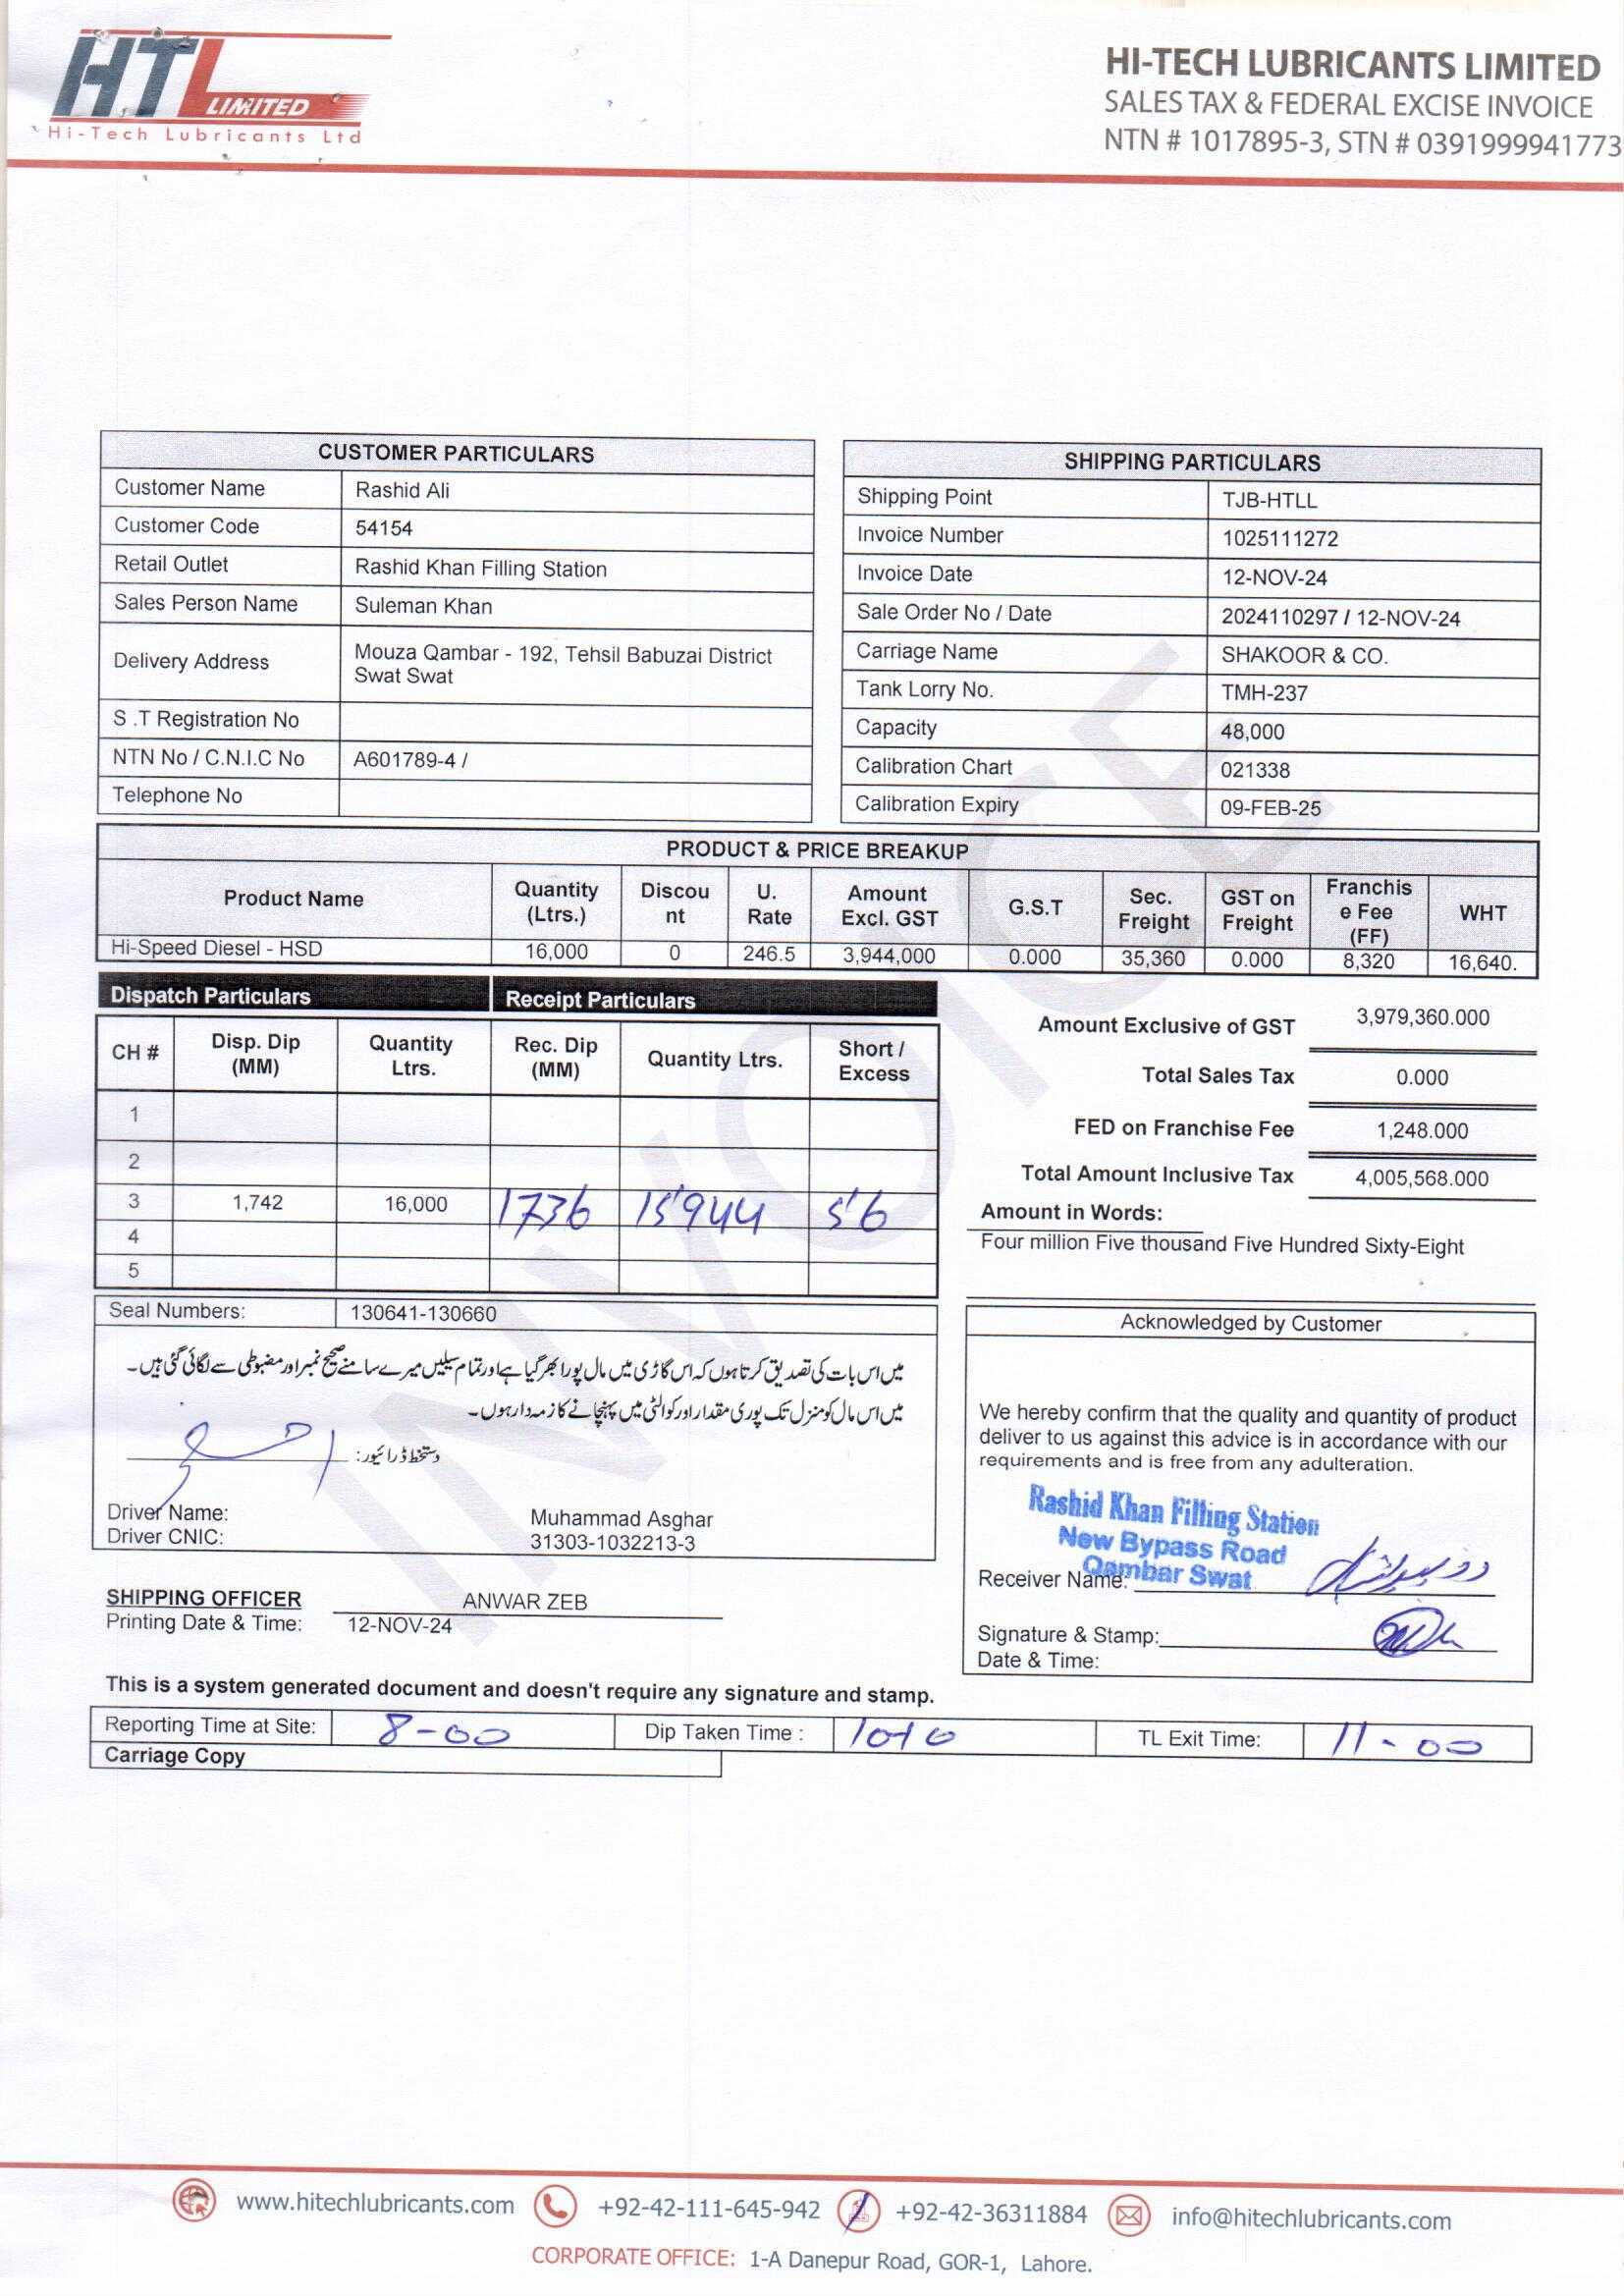 HTL
LIMITED
Hi-Tech Lubricants Ltd
HI-TECH LUBRICANTS LIMITED
SALES TAX & FEDERAL EXCISE INVOICE
NTN # 1017895-3, STN # 0391999941773
CUSTOMER PARTICULARS
Customer Name Rashid Ali
Customer Code 54154
Retail Outlet Rashid Khan Filling Station
Sales Person Name Suleman Khan
Delivery Address Mouza Qambar - 192, Tehsil Babuzai District
Swat Swat
S .T Registration No
NTN No / C.N.I.C No A601789-4 /
Telephone No
SHIPPING PARTICULARS
Shipping Point TJB-HTLL
Invoice Number 1025111272
Invoice Date 12-NOV-24
Sale Order No / Date 2024110297 / 12-NOV-24
Carriage Name SHAKOOR & CO.
Tank Lorry No. TMH-237
Capacity 48,000
Calibration Chart 021338
Calibration Expiry 09-FEB-25
INVOICE
PRODUCT & PRICE BREAKUP
Product Name Quantity (Ltrs.) Discou nt U. Rate Amount Excl. GST G.S.T Sec. Freight GST on Freight Franchis e Fee (FF) WHT
Hi-Speed Diesel - HSD 16,000 0 246.5 3,944,000 0.000 35,360 0.000 8,320 16,640.
Dispatch Particulars Receipt Particulars
CH # Disp. Dip (MM) Quantity Ltrs. Rec. Dip (MM) Quantity Ltrs. Short / Excess
1
2
3 1,742 16,000 1736 15944 56
4
5
Amount Exclusive of GST 3,979,360.000
Total Sales Tax 0.000
FED on Franchise Fee 1,248.000
Total Amount Inclusive Tax 4,005,568.000
Amount in Words:
Four million Five thousand Five Hundred Sixty-Eight
Seal Numbers: 130641-130660
میں اس بات کی تصدیق کرتا ہوں کہ اس گاڑی میں مال پورا بھر گیا ہے اور تمام سیلیں میرے سامنے صحیح نمبر اور مضبوطی سے لگائی گئی ہیں۔
میں اس مال کو منزل تک پوری مقدار اور کوالٹی میں پہنچانے کا زمہ دار ہوں۔
دستخط ڈرائیور:
Driver Name: Muhammad Asghar
Driver CNIC: 31303-1032213-3
SHIPPING OFFICER ANWAR ZEB
Printing Date & Time: 12-NOV-24
Acknowledged by Customer
We hereby confirm that the quality and quantity of product
deliver to us against this advice is in accordance with our
requirements and is free from any adulteration.
Rashid Khan Filling Station
New Bypass Road
Qambar Swat
Receiver Name:
Signature & Stamp:
Date & Time:
This is a system generated document and doesn't require any signature and stamp.
Reporting Time at Site: 8-00 Dip Taken Time : TL Exit Time: 11-00
Carriage Copy
www.hitechlubricants.com +92-42-111-645-942 +92-42-36311884 info@hitechlubricants.com
CORPORATE OFFICE: 1-A Danepur Road, GOR-1, Lahore.